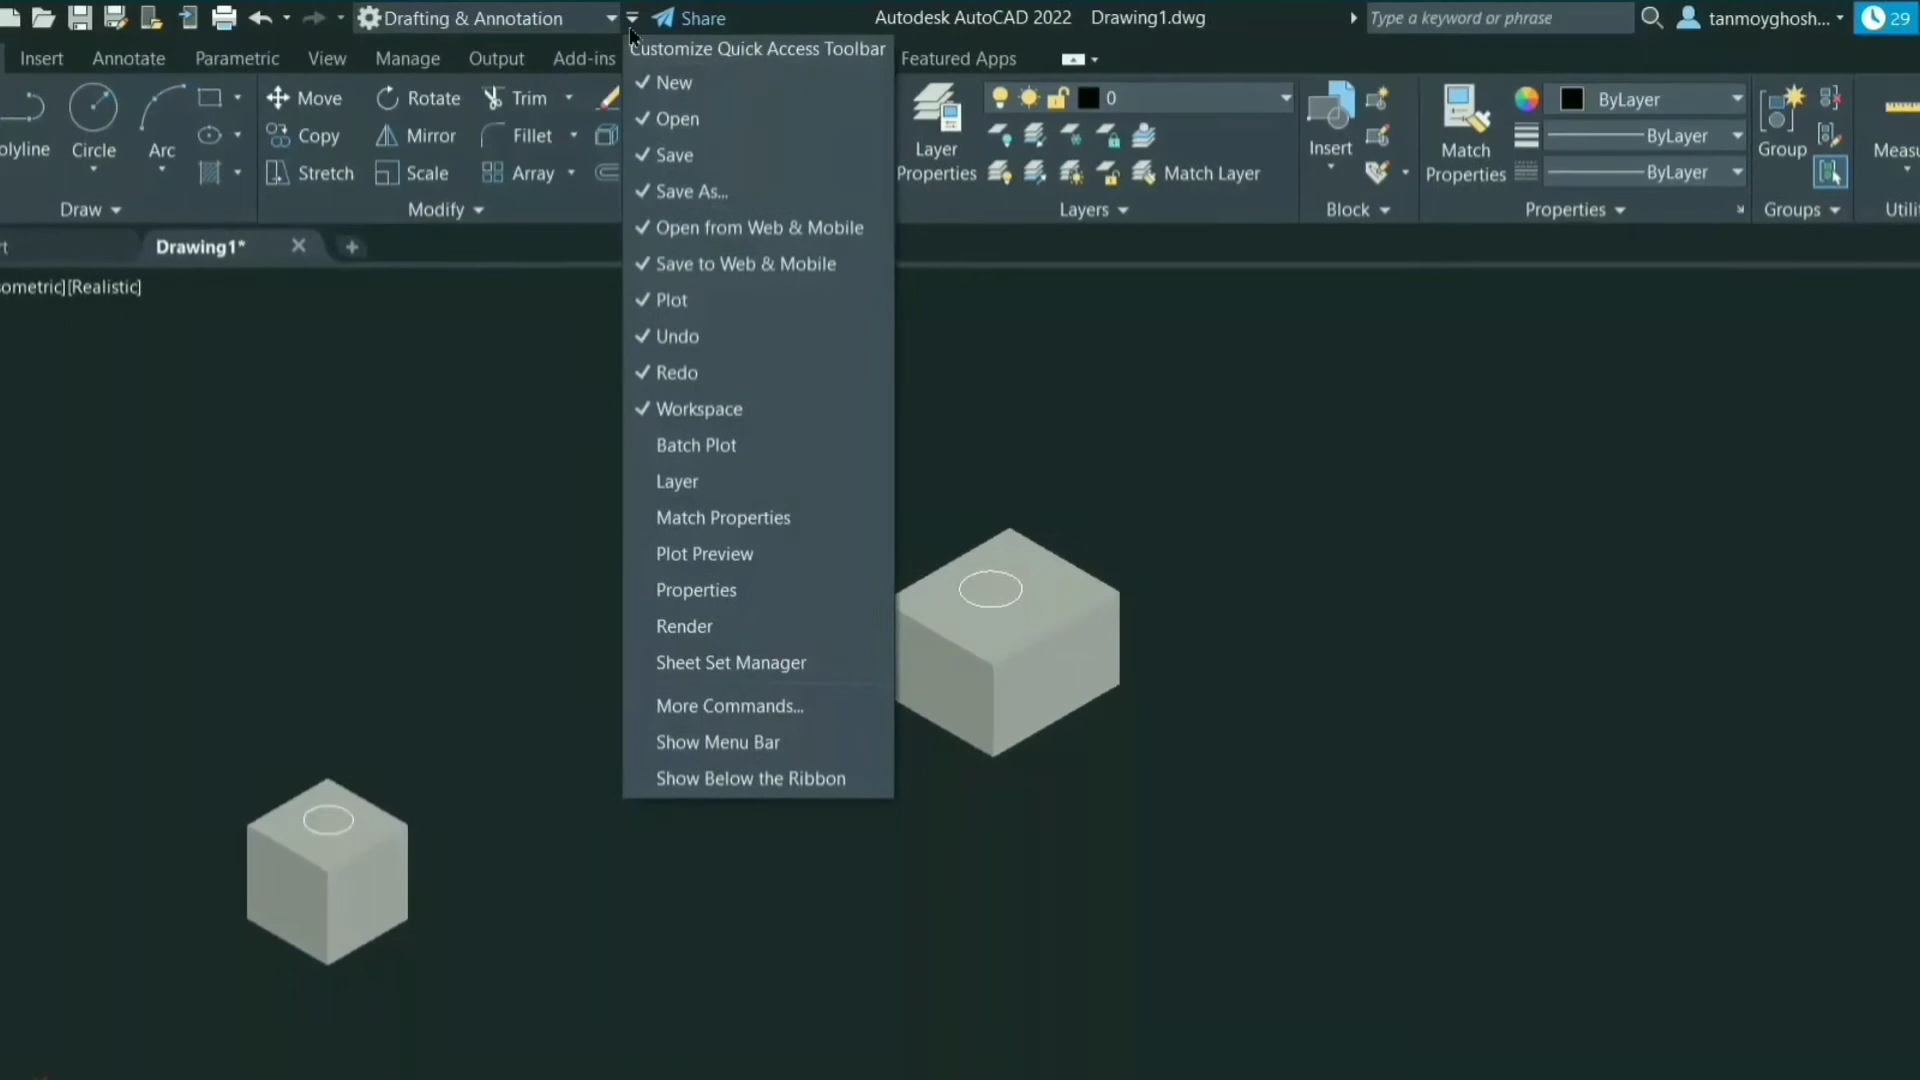 Drafting & Annotation
Share
Autodesk AutoCAD 2022 Drawing1.dwg
Type a keyword or phrase
tanmoyghosh...
29
Insert Annotate Parametric View Manage Output Add-ins
Featured Apps
Customize Quick Access Toolbar
New
Open
Save
Save As...
Open from Web & Mobile
Save to Web & Mobile
Plot
Undo
Redo
Workspace
Batch Plot
Layer
Match Properties
Plot Preview
Properties
Render
Sheet Set Manager
More Commands...
Show Menu Bar
Show Below the Ribbon
olyline
Circle
Arc
Draw
Move Rotate Trim
Copy Mirror Fillet
Stretch Scale Array
Modify
Layer
Properties
0
Match Layer
Layers
Insert
Block
Match
Properties
ByLayer
ByLayer
ByLayer
Properties
Group
Groups
Measu
Utilit
rt
Drawing1*
ometric][Realistic]